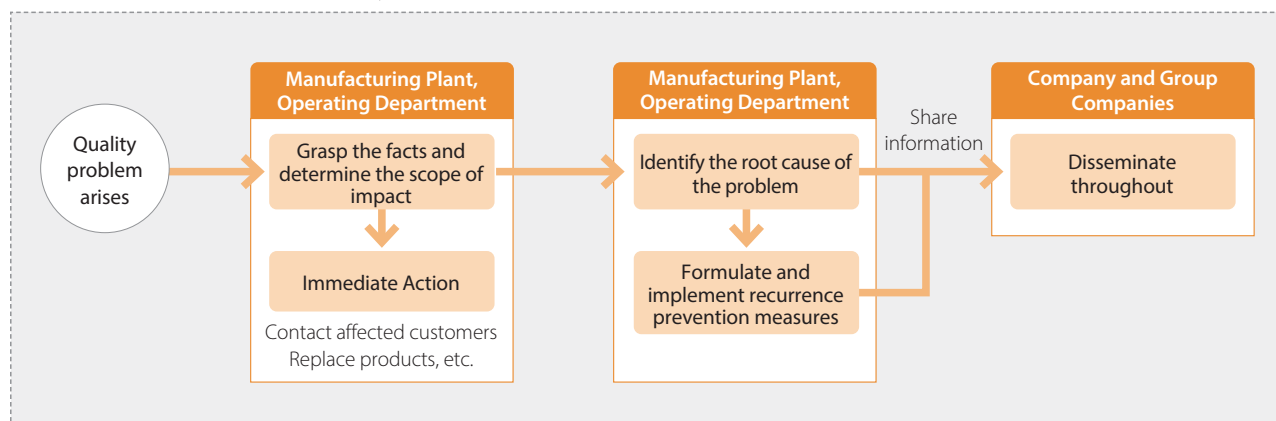 Quality
problem
arises
Manufacturing Plant,
Operating Department
Grasp the facts and
determine the scope of
impact
Immediate Action
Contact affected customers
Replace products, etc.
Manufacturing Plant,
Operating Department
Identify the root cause of
the problem
Formulate and
implement recurrence
prevention measures
Share
information
Company and Group
Companies
Disseminate
throughout